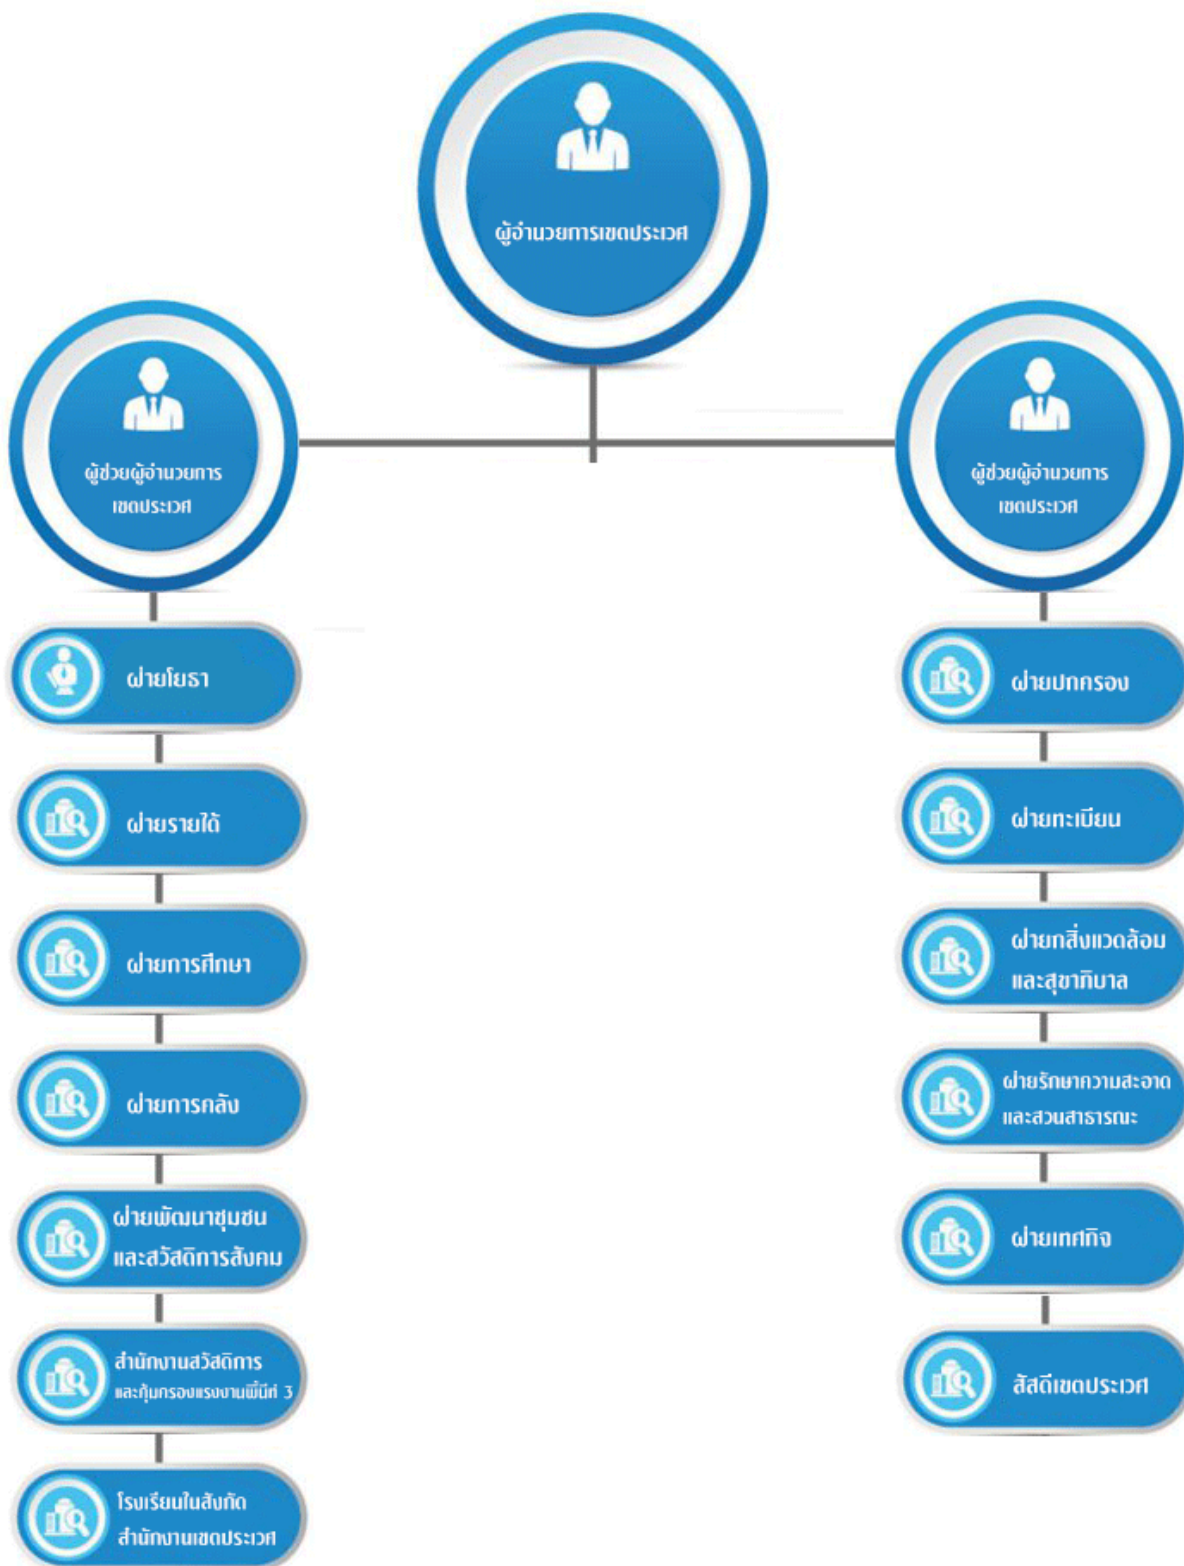 ผู้อำนวยการเขตประเวศ
ผู้ช่วยผู้อำนวยการ
เขตประเวศ
ฝ่ายโยธา
ฝ่ายรายได้
ฝ่ายการศึกษา
ฝ่ายการคลัง
ฝ่ายพัฒนาชุมชน
และสวัสดิการสังคม
สำนักงานสวัสดิการ
และคุ้มครองแรงงานพื้นีที่ 3
โรงเรียนในสังกัด
สำนักงานเขตประเวศ
ผู้ช่วยผู้อำนวยการ
เขตประเวศ
ฝ่ายปกครอง
ฝ่ายทะเบียน
ฝ่ายกสิ่งแวดล้อม
และสุขาภิบาล
ฝ่ายรักษาความสะอาด
และสวนสาธารณะ
ฝ่ายเทศกิจ
สัสดีเขตประเวศ